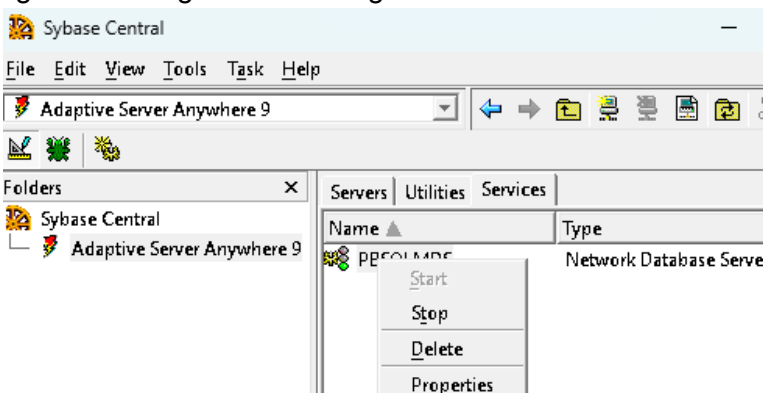 Sybase Central
File Edit View Tools Task Help
Adaptive Server Anywhere 9
Folders
Servers Utilities Services
Sybase Central
Adaptive Server Anywhere 9
Name Type
Network Database Serve
Start
Stop
Delete
Properties